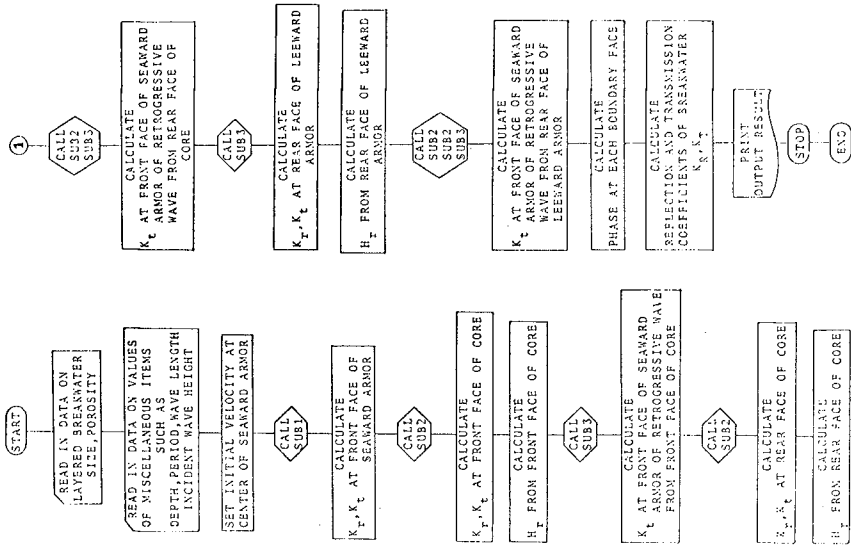 START
READ IN DATA ON
LAYERED BREAKWATER
SIZE,POROSITY
READ IN DATA ON VALUES
OF MISCELLANEOUS ITEMS
SUCH AS
DEPTH,PERIOD,WAVE LENGTH
INCIDENT WAVE HEIGHT
SET INITIAL VELOCITY AT
CENTER OF SEAWARD ARMOR
CALL
SUB1
CALCULATE
Kr,Kt AT FRONT FACE OF
SEAWARD ARMOR
CALL
SUB2
CALCULATE
Kr,Kt AT FRONT FACE OF CORE
CALCULATE
Hr FROM FRONT FACE OF CORE
CALL
SUB3
CALCULATE
Kt AT FRONT FACE OF SEAWARD
ARMOR OF RETROGRESSIVE WAVE
FROM FRONT FACE OF CORE
CALL
SUB2
CALCULATE
Kr,Kt AT REAR FACE OF CORE
CALCULATE
Hr FROM REAR FACE OF CORE
1
CALL
SUB2
SUB3
CALCULATE
Kt AT FRONT FACE OF SEAWARD
ARMOR OF RETROGRESSIVE
WAVE FROM REAR FACE OF
CORE
CALL
SUB3
CALCULATE
Kr,Kt AT REAR FACE OF LEEWARD
ARMOR
CALCULATE
Hr FROM REAR FACE OF LEEWARD
ARMOR
CALL
SUB2
SUB2
SUB3
CALCULATE
Kt AT FRONT FACE OF SEAWARD
ARMOR OF RETROGRESSIVE
WAVE FROM REAR FACE OF
LEEWARD ARMOR
CALCULATE
PHASE AT EACH BOUNDARY FACE
CALCULATE
REFLECTION AND TRANSMISSION
COEFFICIENTS OF BREAKWATER
KR,Kt
PRINT
OUTPUT RESULT
STOP
END